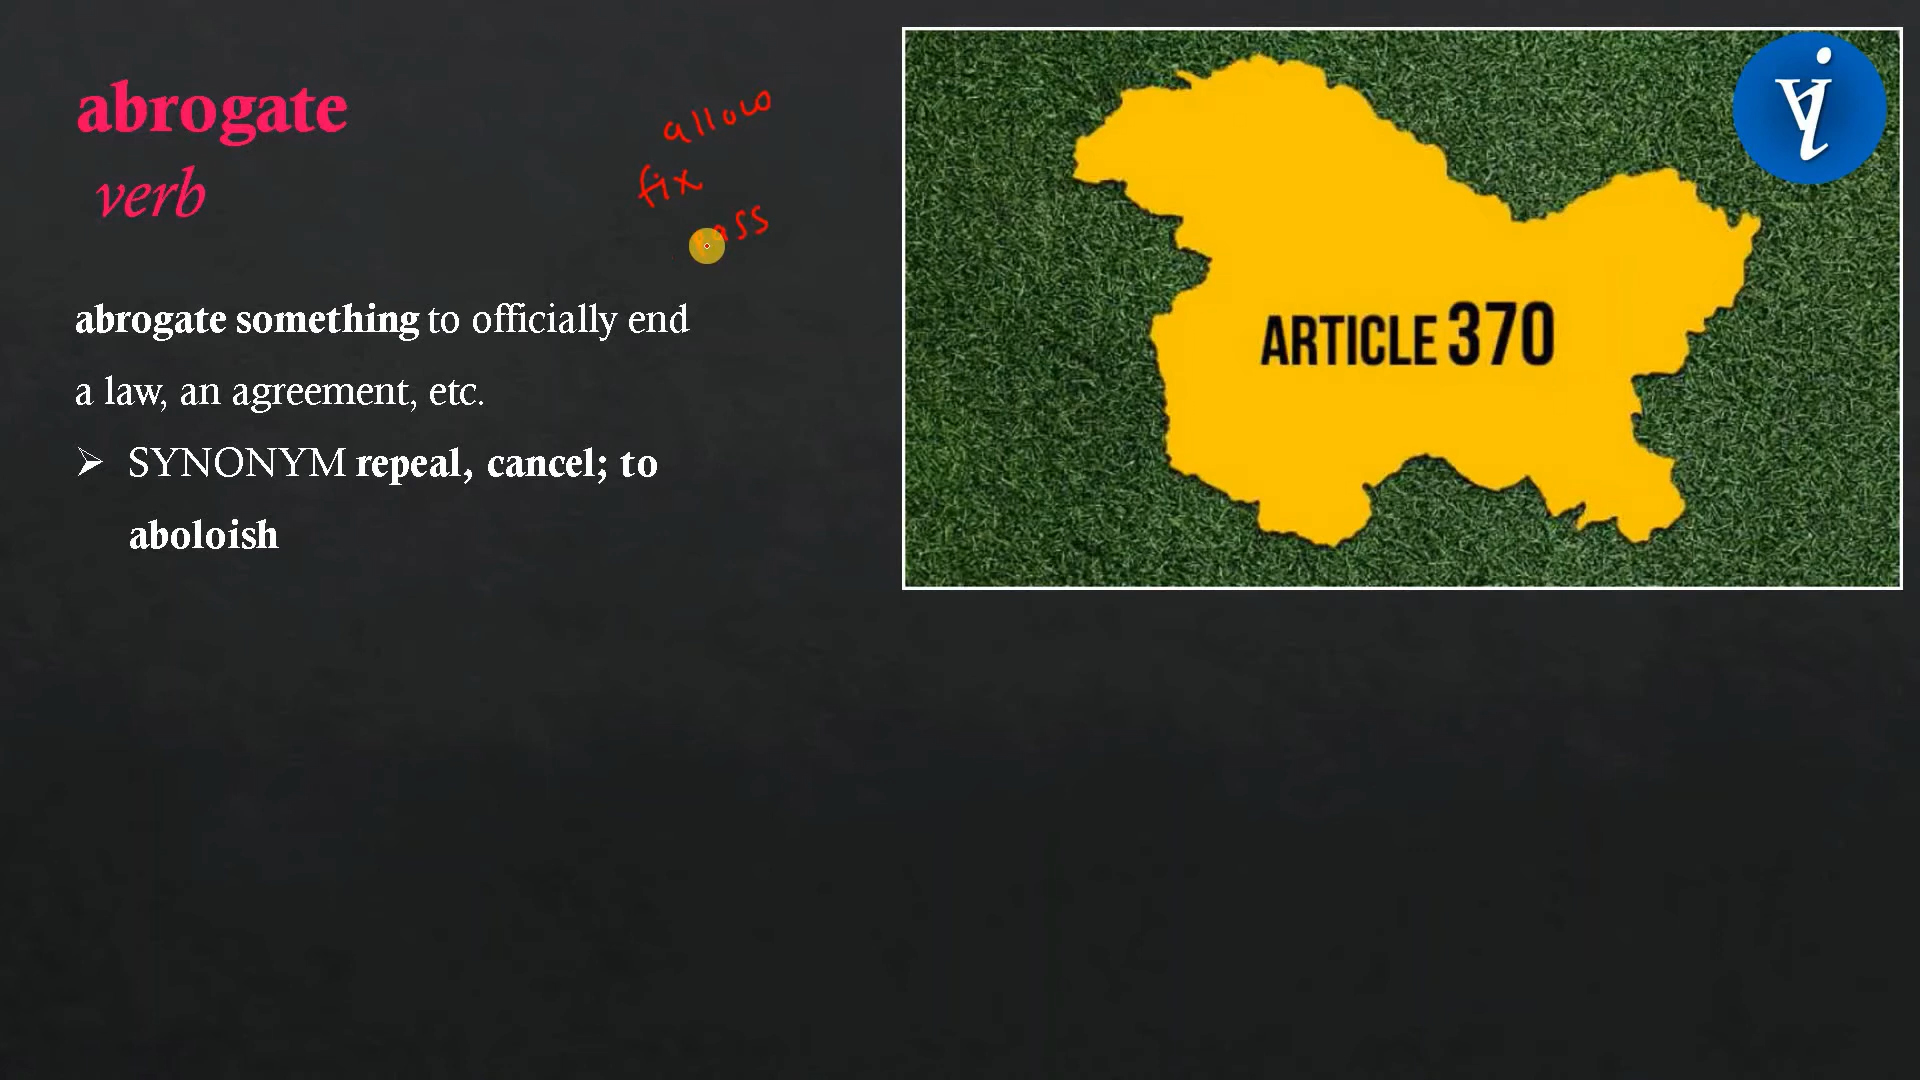 abrogate
verb
allow
fix
pass
abrogate something to officially end
a law, an agreement, etc.
➢ SYNONYM repeal, cancel; to
aboloish
ARTICLE 370